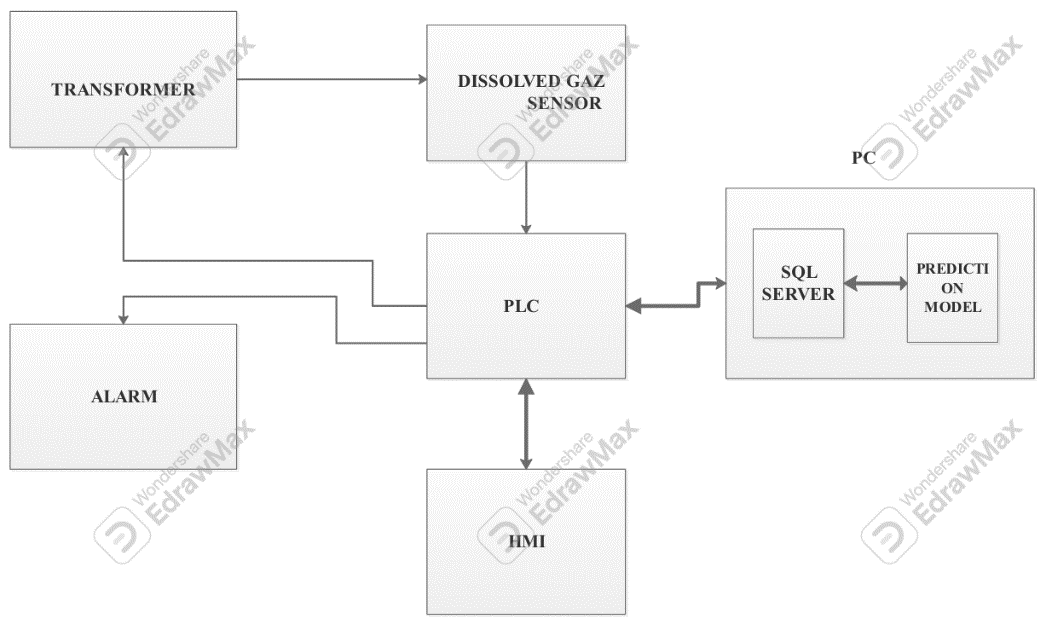 TRANSFORMER
DISSOLVED GAZ
SENSOR
PC
PLC
SQL
SERVER
PREDICTI
ON
MODEL
ALARM
HMI
Wondershare
EdrawMax
Wondershare
EdrawMax
Wondershare
EdrawMax
Wondershare
EdrawMax
Wondershare
EdrawMax
Wondershare
EdrawMax